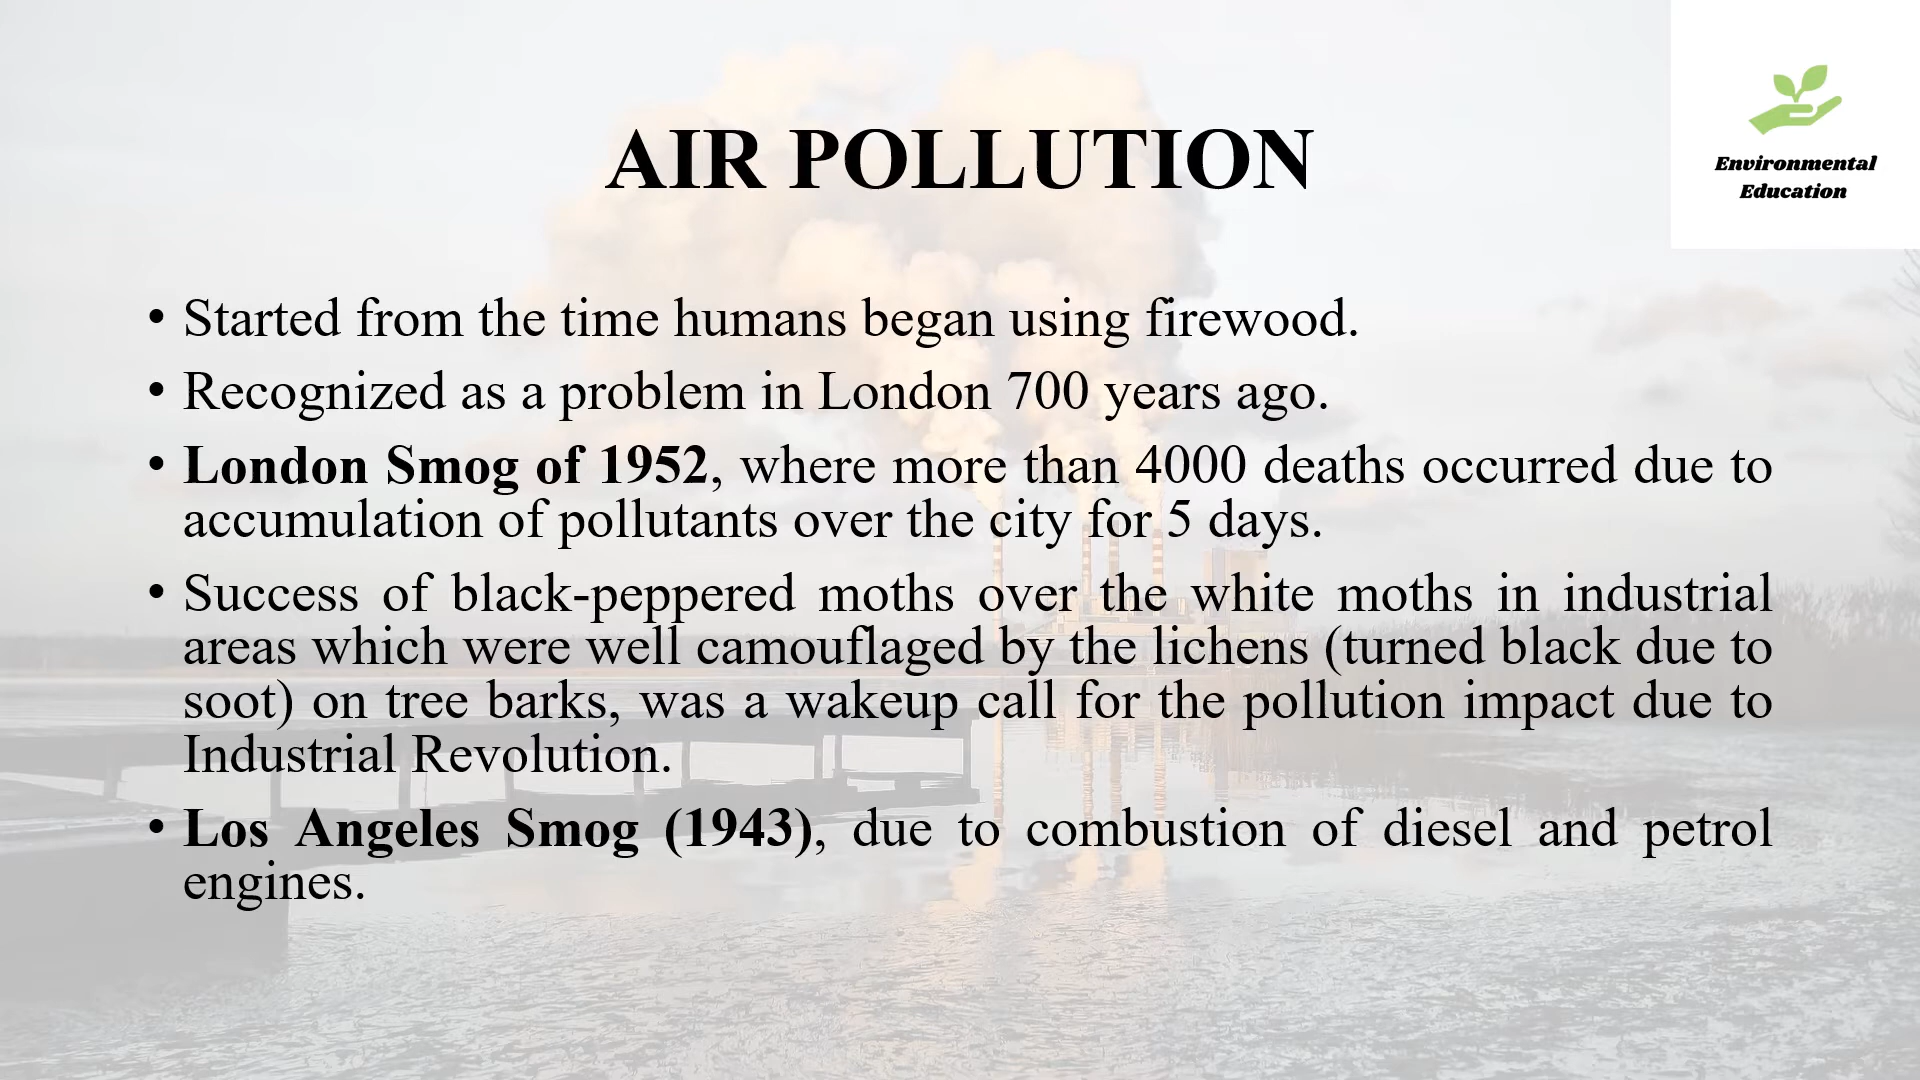 Environmental
Education
AIR POLLUTION
• Started from the time humans began using firewood.
• Recognized as a problem in London 700 years ago.
• London Smog of 1952, where more than 4000 deaths occurred due to
accumulation of pollutants over the city for 5 days.
• Success of black-peppered moths over the white moths in industrial
areas which were well camouflaged by the lichens (turned black due to
soot) on tree barks, was a wakeup call for the pollution impact due to
Industrial Revolution.
• Los Angeles Smog (1943), due to combustion of diesel and petrol
engines.